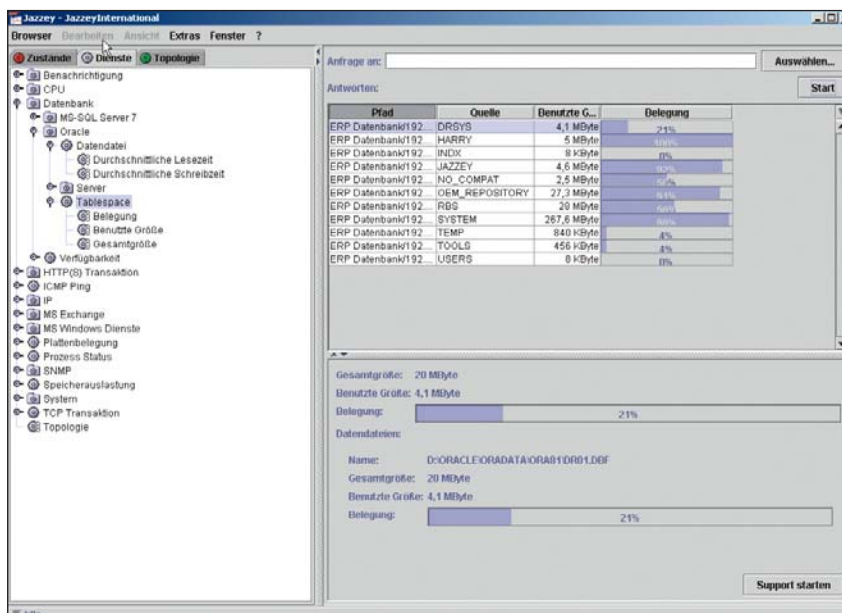 Jazzey - JazzeyInternational
Browser Bearbeiten Ansicht Extras Fenster ?
Zustände Dienste Topologie
Benachrichtigung
CPU
Datenbank
MS-SQL Server 7
Oracle
Datendatei
Durchschnittliche Lesezeit
Durchschnittliche Schreibzeit
Server
Tablespace
Belegung
Benutzte Größe
Gesamtgröße
Verfügbarkeit
HTTP(S) Transaktion
ICMP Ping
IP
MS Exchange
MS Windows Dienste
Plattenbelegung
Prozess Status
SNMP
Speicherauslastung
System
TCP Transaktion
Topologie
Anfrage an: Auswählen...
Antworten: Start
Pfad Quelle Benutzte G... Belegung
ERP Datenbank/192... DRSYS 4,1 MByte 21%
ERP Datenbank/192... HARRY 5 MByte 100%
ERP Datenbank/192... INDX 8 KByte 0%
ERP Datenbank/192... JAZZEY 4,6 MByte
ERP Datenbank/192... NO_COMPAT 2,5 MByte
ERP Datenbank/192... OEM_REPOSITORY 27,3 MByte
ERP Datenbank/192... RBS 28 MByte
ERP Datenbank/192... SYSTEM 267,6 MByte
ERP Datenbank/192... TEMP 840 KByte 4%
ERP Datenbank/192... TOOLS 456 KByte 4%
ERP Datenbank/192... USERS 8 KByte 0%
Gesamtgröße: 20 MByte
Benutzte Größe: 4,1 MByte
Belegung: 21%
Datendateien:
Name: D:\ORACLE\ORADATA\ORA01\DR01.DBF
Gesamtgröße: 20 MByte
Benutzte Größe: 4,1 MByte
Belegung: 21%
Support starten